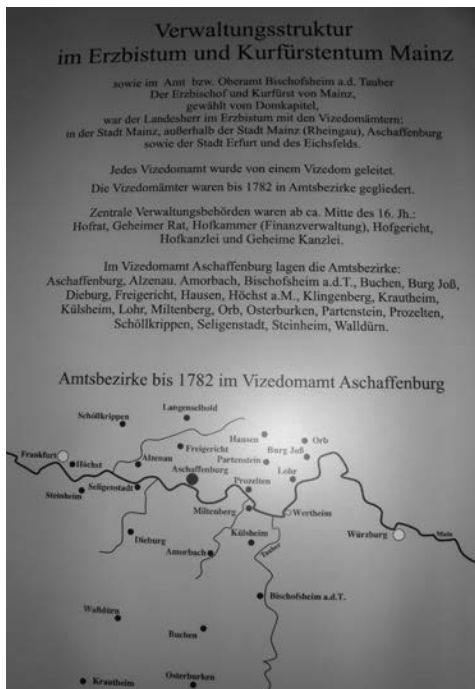 Verwaltungsstruktur
im Erzbistum und Kurfürstentum Mainz
sowie im Amt bzw. Oberamt Bischofsheim a.d. Tauber
Der Erzbischof und Kurfürst von Mainz,
gewählt vom Domkapitel,
war der Landesherr im Erzbistum mit den Vizedomämtern:
in der Stadt Mainz, außerhalb der Stadt Mainz (Rheingau), Aschaffenburg
sowie der Stadt Erfurt und des Eichsfelds.
Jedes Vizedomamt wurde von einem Vizedom geleitet.
Die Vizedomämter waren bis 1782 in Amtsbezirke gegliedert.
Zentrale Verwaltungsbehörden waren ab ca. Mitte des 16. Jh.:
Hofrat, Geheimer Rat, Hofkammer (Finanzverwaltung), Hofgericht,
Hofkanzlei und Geheime Kanzlei.
Im Vizedomamt Aschaffenburg lagen die Amtsbezirke:
Aschaffenburg, Alzenau. Amorbach, Bischofsheim a.d.T., Buchen, Burg Joß,
Dieburg, Freigericht, Hausen, Höchst a.M., Klingenberg, Krautheim,
Külsheim, Lohr, Miltenberg, Orb, Osterburken, Partenstein, Prozelten,
Schöllkrippen, Seligenstadt, Steinheim, Walldürn.
Amtsbezirke bis 1782 im Vizedomamt Aschaffenburg
Langenselbold
Schöllkrippen
Hausen
Orb
Freigericht
Burg Joß
Frankfurt
Höchst
Alzenau
Partenstein
Aschaffenburg
Lohr
Steinheim
Seligenstadt
Prozelten
Miltenberg
Wertheim
Würzburg
Main
Dieburg
Külsheim
Amorbach
Tauber
Bischofsheim a.d.T.
Walldürn
Buchen
Krautheim
Osterburken